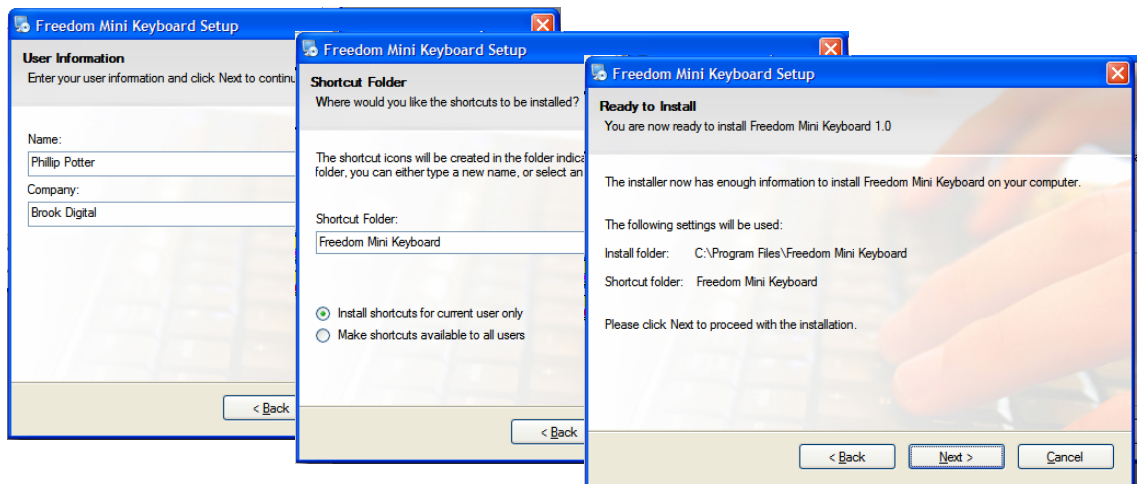 Freedom Mini Keyboard Setup
User Information
Enter your user information and click Next to continu
Name:
Phillip Potter
Company:
Brook Digital
< Back
Freedom Mini Keyboard Setup
Shortcut Folder
Where would you like the shortcuts to be installed?
The shortcut icons will be created in the folder indica
folder, you can either type a new name, or select an
Shortcut Folder:
Freedom Mini Keyboard
Install shortcuts for current user only
Make shortcuts available to all users
< Back
Freedom Mini Keyboard Setup
Ready to Install
You are now ready to install Freedom Mini Keyboard 1.0
The installer now has enough information to install Freedom Mini Keyboard on your computer.
The following settings will be used:
Install folder: C:\Program Files\Freedom Mini Keyboard
Shortcut folder: Freedom Mini Keyboard
Please click Next to proceed with the installation.
< Back Next > Cancel